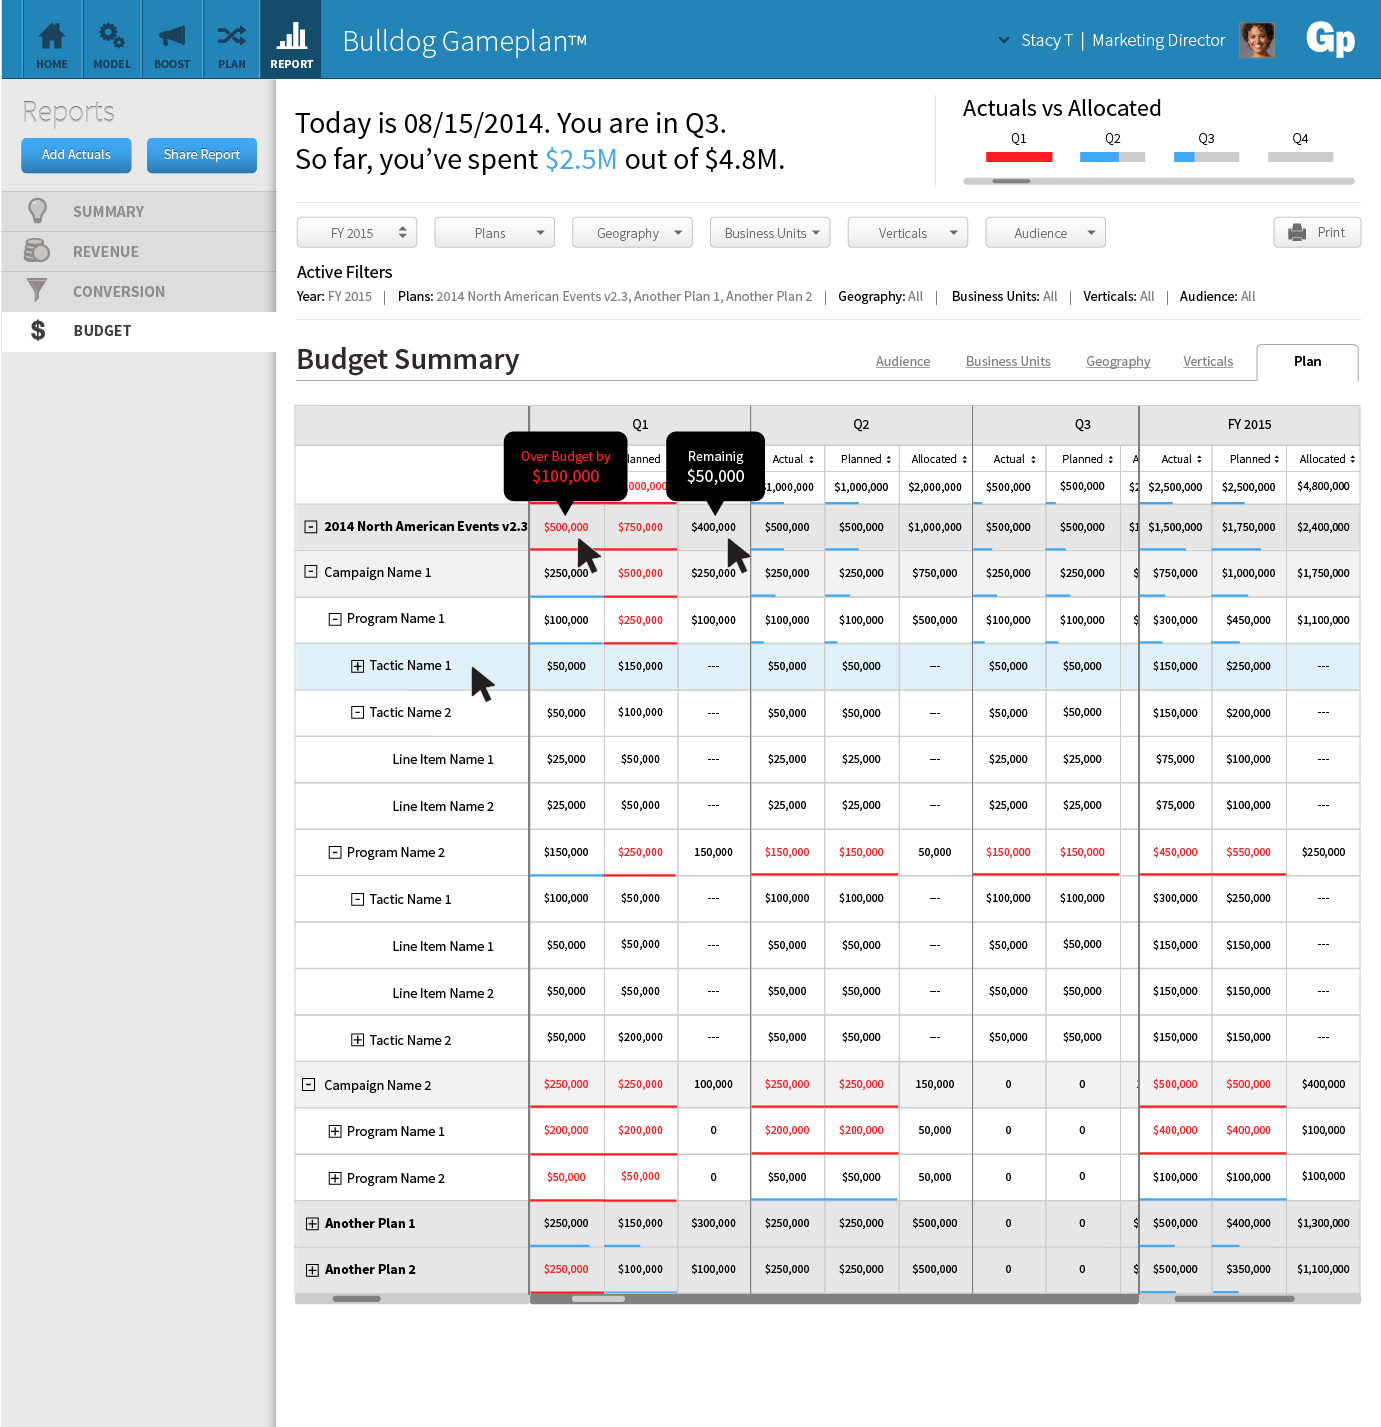 HOME MODEL BOOST PLAN REPORT Bulldog Gameplan™ Stacy T | Marketing Director Gp
Reports
Add Actuals Share Report
SUMMARY
REVENUE
CONVERSION
$ BUDGET
Today is 08/15/2014. You are in Q3.
So far, you’ve spent $2.5M out of $4.8M.
Actuals vs Allocated
Q1 Q2 Q3 Q4
FY 2015 Plans Geography Business Units Verticals Audience Print
Active Filters
Year: FY 2015 | Plans: 2014 North American Events v2.3, Another Plan 1, Another Plan 2 | Geography: All | Business Units: All | Verticals: All | Audience: All
Budget Summary Audience Business Units Geography Verticals Plan
Q1 Q2 Q3 FY 2015
Over Budget by
$100,000
Remainig
$50,000
lanned Actual Planned Allocated Actual Planned A Actual Planned Allocated
000,000 $1,000,000 $1,000,000 $2,000,000 $500,000 $500,000 $2 $2,500,000 $2,500,000 $4,800,000
2014 North American Events v2.3 $500,000 $750,000 $400,000 $500,000 $500,000 $1,000,000 $500,000 $500,000 $1 $1,500,000 $1,750,000 $2,400,000
Campaign Name 1 $250,000 $500,000 $250,000 $250,000 $250,000 $750,000 $250,000 $250,000 $ $750,000 $1,000,000 $1,750,000
Program Name 1 $100,000 $250,000 $100,000 $100,000 $100,000 $500,000 $100,000 $100,000 $ $300,000 $450,000 $1,100,000
Tactic Name 1 $50,000 $150,000 --- $50,000 $50,000 --- $50,000 $50,000 $150,000 $250,000 ---
Tactic Name 2 $50,000 $100,000 --- $50,000 $50,000 --- $50,000 $50,000 $150,000 $200,000 ---
Line Item Name 1 $25,000 $50,000 --- $25,000 $25,000 --- $25,000 $25,000 $75,000 $100,000 ---
Line Item Name 2 $25,000 $50,000 --- $25,000 $25,000 --- $25,000 $25,000 $75,000 $100,000 ---
Program Name 2 $150,000 $250,000 150,000 $150,000 $150,000 50,000 $150,000 $150,000 $450,000 $550,000 $250,000
Tactic Name 1 $100,000 $50,000 --- $100,000 $100,000 --- $100,000 $100,000 $300,000 $250,000 ---
Line Item Name 1 $50,000 $50,000 --- $50,000 $50,000 --- $50,000 $50,000 $150,000 $150,000 ---
Line Item Name 2 $50,000 $50,000 --- $50,000 $50,000 --- $50,000 $50,000 $150,000 $150,000 ---
Tactic Name 2 $50,000 $200,000 --- $50,000 $50,000 --- $50,000 $50,000 $150,000 $150,000 ---
Campaign Name 2 $250,000 $250,000 100,000 $250,000 $250,000 150,000 0 0 $500,000 $500,000 $400,000
Program Name 1 $200,000 $200,000 0 $200,000 $200,000 50,000 0 0 $400,000 $400,000 $100,000
Program Name 2 $50,000 $50,000 0 $50,000 $50,000 50,000 0 0 $100,000 $100,000 $100,000
Another Plan 1 $250,000 $150,000 $300,000 $250,000 $250,000 $500,000 0 0 $ $500,000 $400,000 $1,300,000
Another Plan 2 $250,000 $100,000 $100,000 $250,000 $250,000 $500,000 0 0 $ $500,000 $350,000 $1,100,000